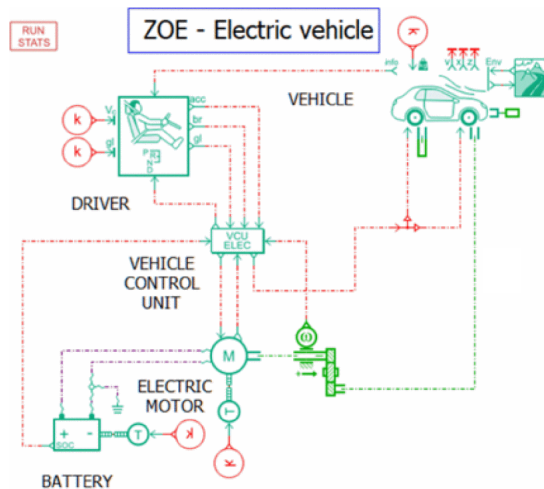 RUN
STATS
ZOE - Electric vehicle
k
info
v x z
Env
VEHICLE
k
k
acc
br
gl
P
R
N
D
DRIVER
VCU
ELEC
VEHICLE
CONTROL
UNIT
ω
M
ELECTRIC
MOTOR
T
+ -
SOC
T
k
k
BATTERY